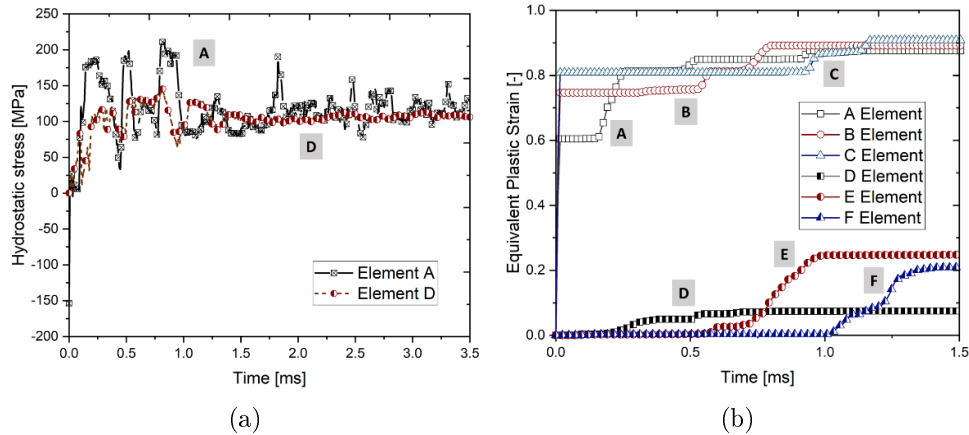 (a)
250
200
150
100
50
0
-50
-100
-150
-200
Hydrostatic stress [MPa]
A
D
Element A
Element D
0.0 0.5 1.0 1.5 2.0 2.5 3.0 3.5
Time [ms]
(a)
(b)
1.0
0.8
0.6
0.4
0.2
0.0
Equivalent Plastic Strain [-]
A
B
C
D
E
F
A Element
B Element
C Element
D Element
E Element
F Element
0.0 0.5 1.0 1.5
Time [ms]
(b)